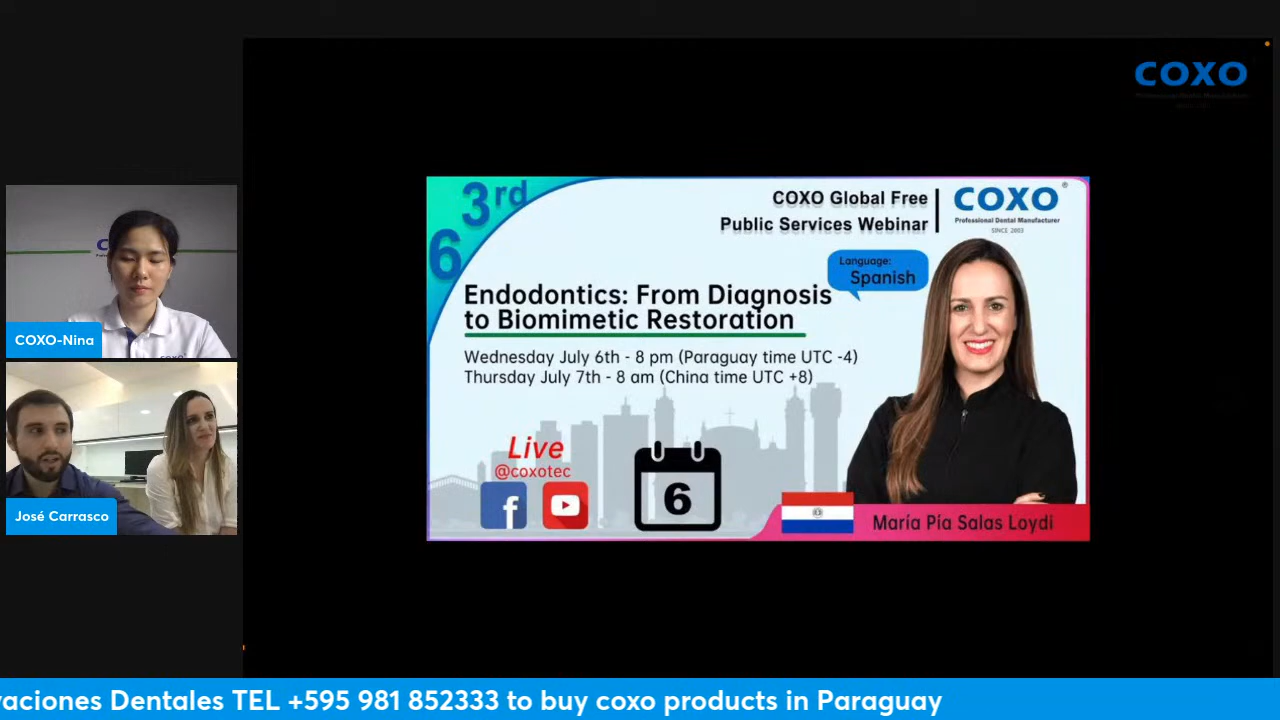 COXO
COXO-Nina
José Carrasco
3rd
6
COXO Global Free
Public Services Webinar
COXO®
Professional Dental Manufacturer
SINCE 2003
Language:
Spanish
Endodontics: From Diagnosis
to Biomimetic Restoration
Wednesday July 6th - 8 pm (Paraguay time UTC -4)
Thursday July 7th - 8 am (China time UTC +8)
Live
@coxotec
6
María Pía Salas Loydi
vaciones Dentales TEL +595 981 852333 to buy coxo products in Paraguay